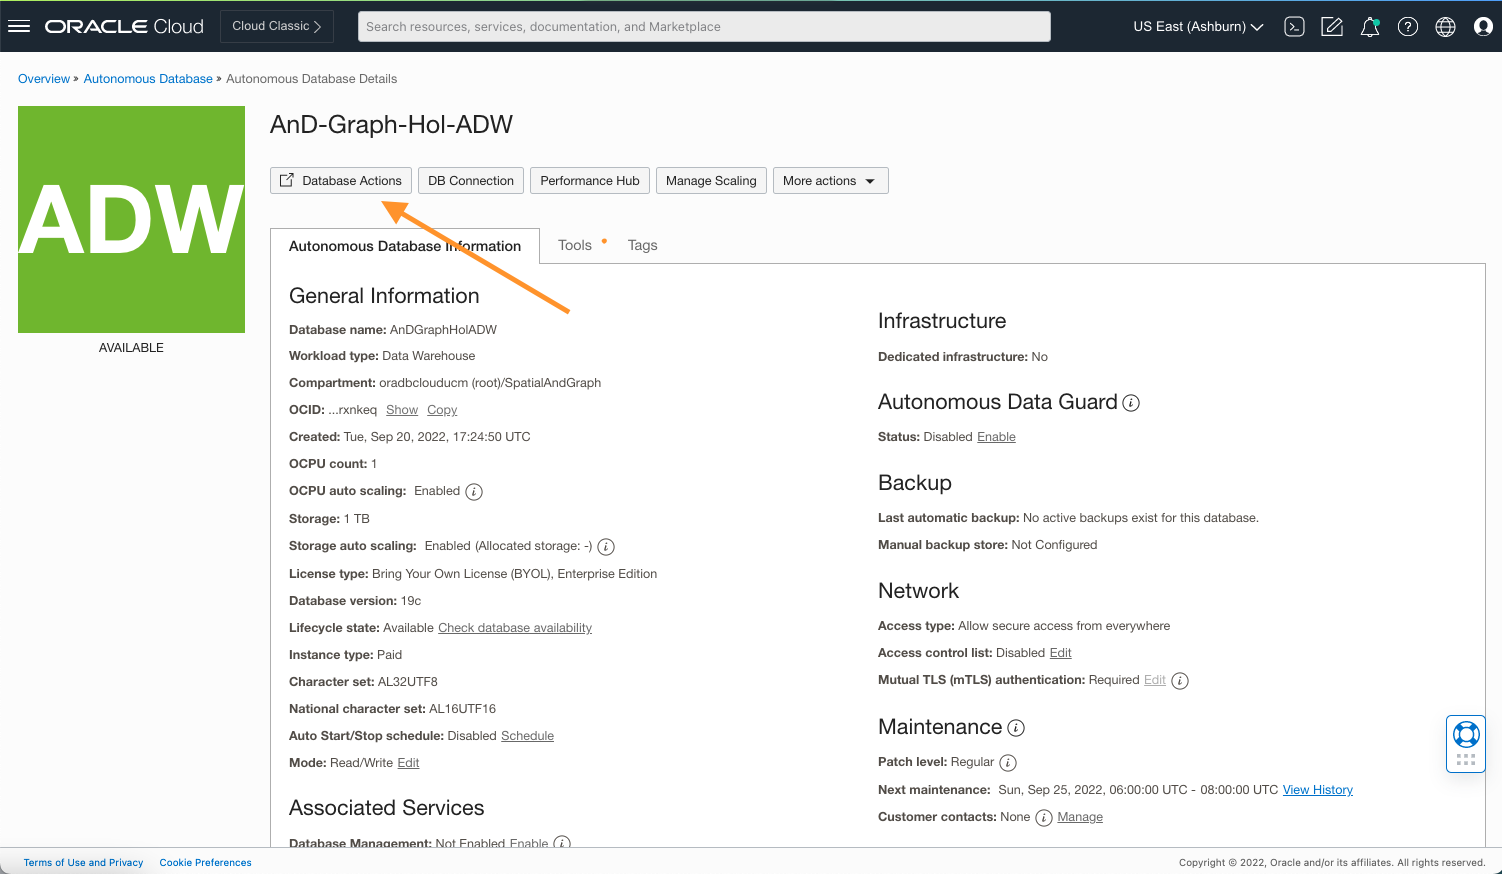 ORACLE Cloud
Cloud Classic
Search resources, services, documentation, and Marketplace
US East (Ashburn)
Overview » Autonomous Database » Autonomous Database Details
ADW
AVAILABLE
AnD-Graph-Hol-ADW
Database Actions
DB Connection
Performance Hub
Manage Scaling
More actions
Autonomous Database Information
Tools
Tags
General Information
Database name: AnDGraphHolADW
Workload type: Data Warehouse
Compartment: oradbclouducm (root)/SpatialAndGraph
OCID: ...rxnkeq Show Copy
Created: Tue, Sep 20, 2022, 17:24:50 UTC
OCPU count: 1
OCPU auto scaling: Enabled
Storage: 1 TB
Storage auto scaling: Enabled (Allocated storage: -)
License type: Bring Your Own License (BYOL), Enterprise Edition
Database version: 19c
Lifecycle state: Available Check database availability
Instance type: Paid
Character set: AL32UTF8
National character set: AL16UTF16
Auto Start/Stop schedule: Disabled Schedule
Mode: Read/Write Edit
Associated Services
Database Management: Not Enabled Enable
Infrastructure
Dedicated infrastructure: No
Autonomous Data Guard
Status: Disabled Enable
Backup
Last automatic backup: No active backups exist for this database.
Manual backup store: Not Configured
Network
Access type: Allow secure access from everywhere
Access control list: Disabled Edit
Mutual TLS (mTLS) authentication: Required Edit
Maintenance
Patch level: Regular
Next maintenance: Sun, Sep 25, 2022, 06:00:00 UTC - 08:00:00 UTC View History
Customer contacts: None Manage
Terms of Use and Privacy
Cookie Preferences
Copyright © 2022, Oracle and/or its affiliates. All rights reserved.